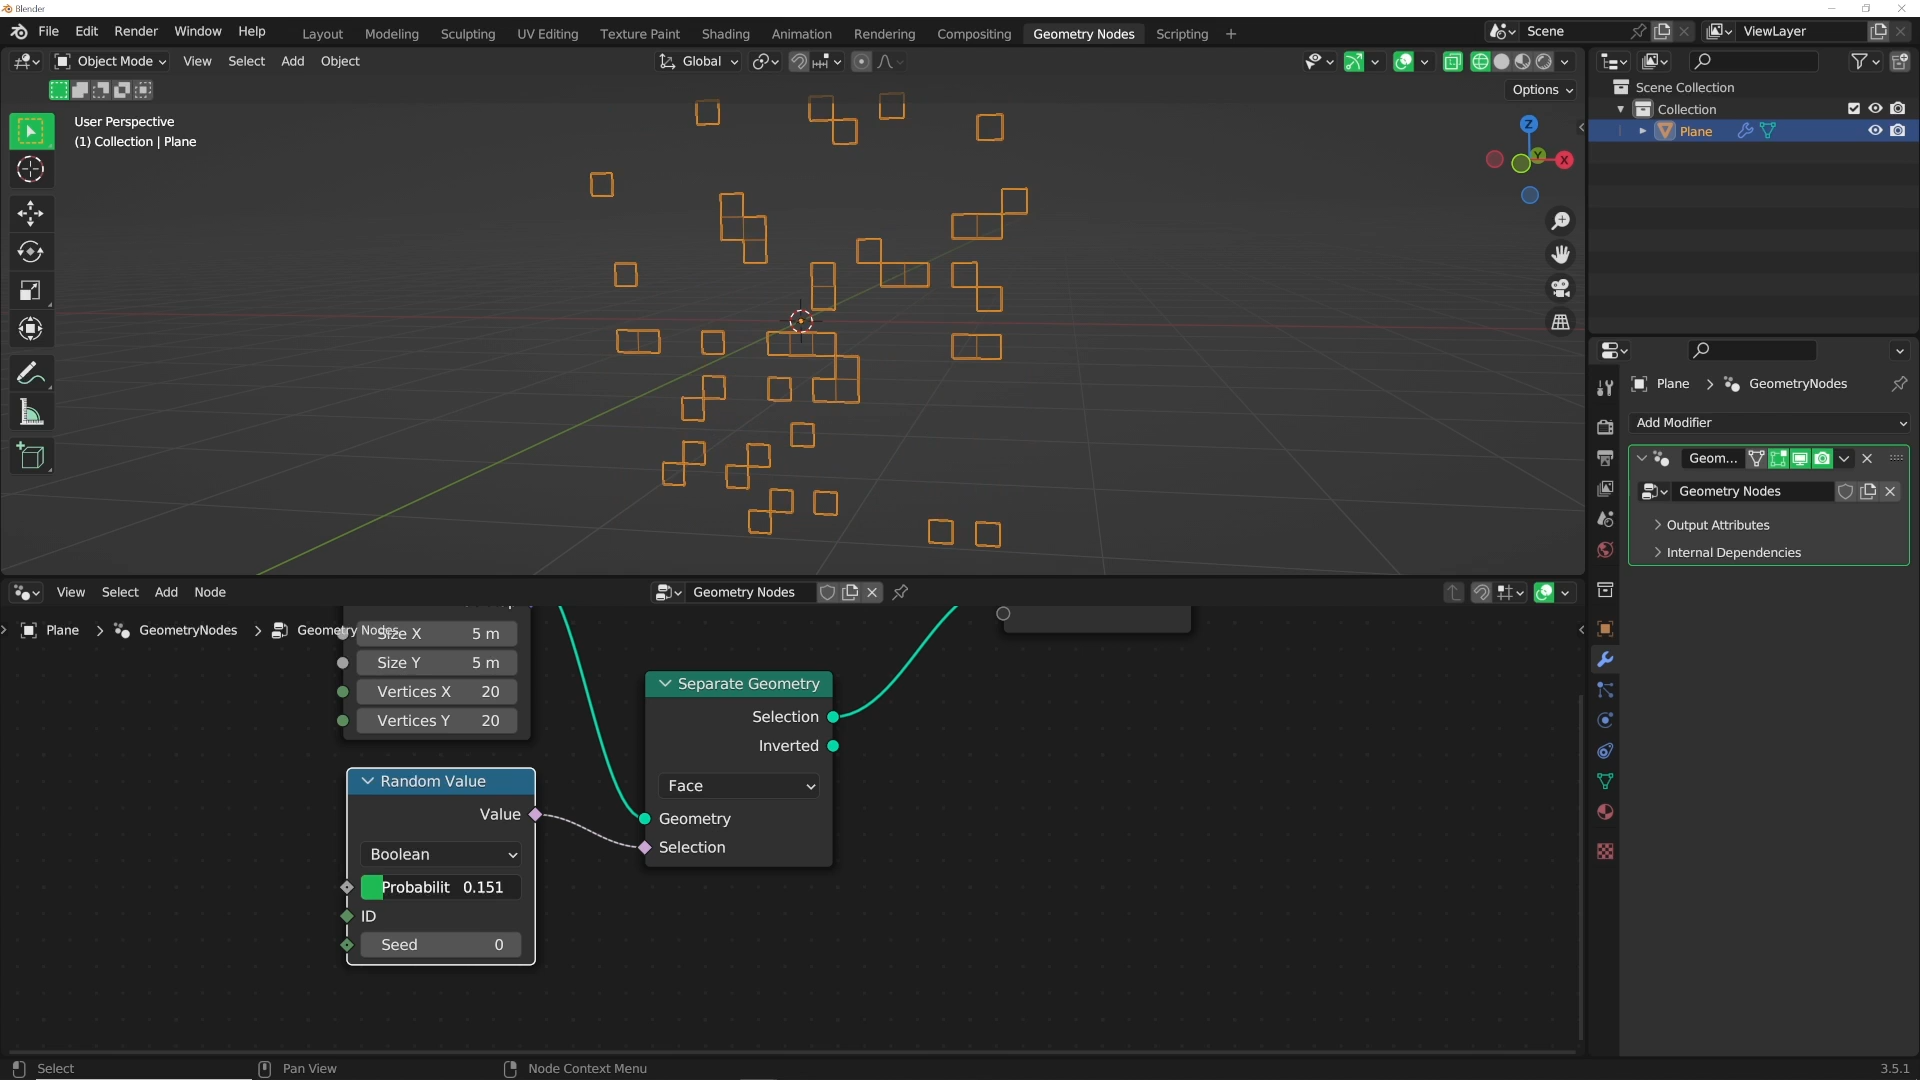 Blender
File Edit Render Window Help
Layout Modeling Sculpting UV Editing Texture Paint Shading Animation Rendering Compositing Geometry Nodes Scripting +
Scene
ViewLayer
Object Mode View Select Add Object
Global
Options
User Perspective
(1) Collection | Plane
Z
Y
X
Scene Collection
Collection
Plane
Plane > GeometryNodes
Add Modifier
Geom...
Geometry Nodes
Output Attributes
Internal Dependencies
View Select Add Node
Geometry Nodes
Plane > GeometryNodes > Geometry Nodes
Size X 5 m
Size Y 5 m
Vertices X 20
Vertices Y 20
Separate Geometry
Selection
Inverted
Face
Geometry
Selection
Random Value
Value
Boolean
Probabilit 0.151
ID
Seed 0
Select
Pan View
Node Context Menu
3.5.1